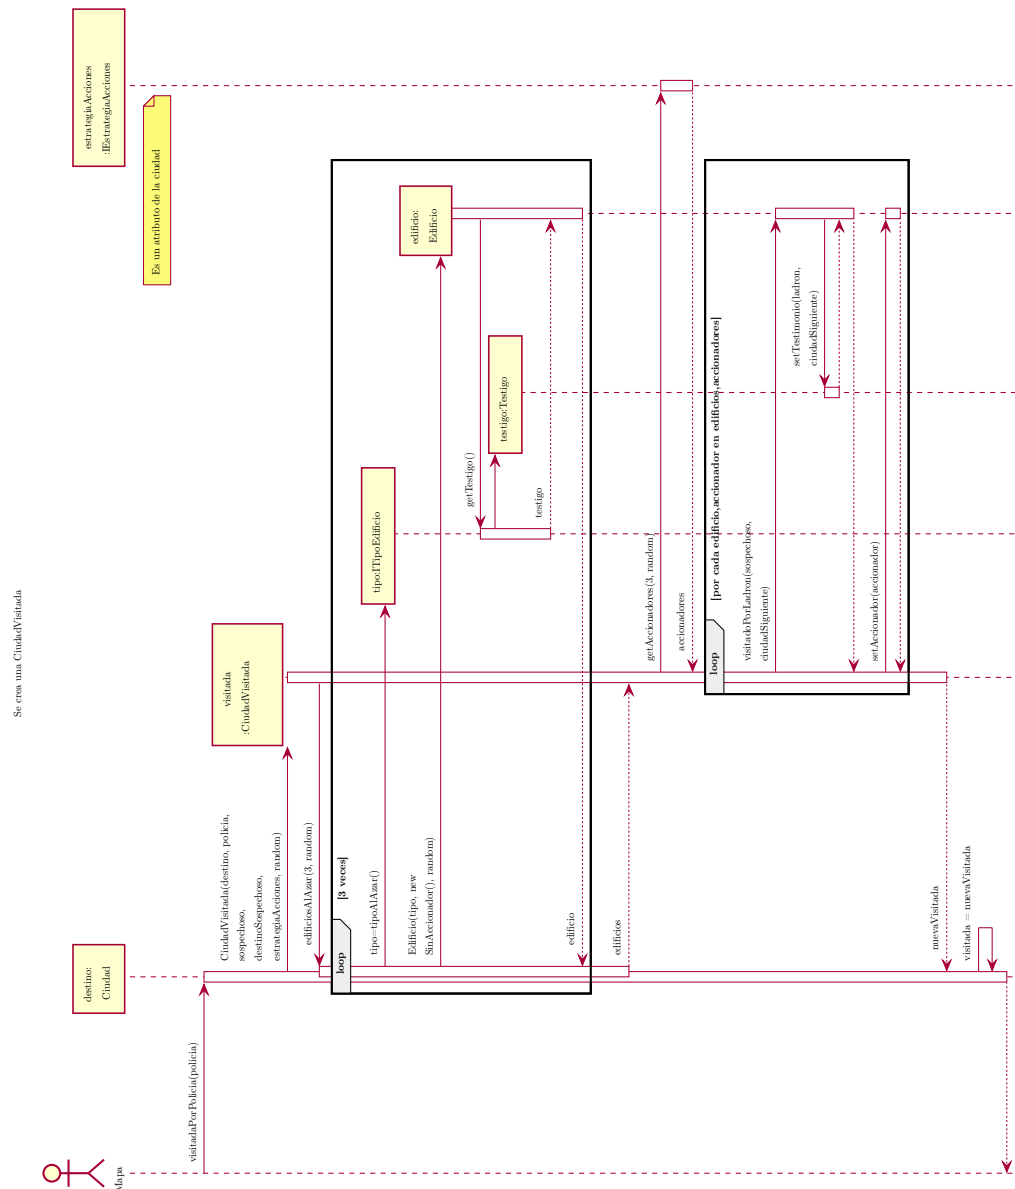 Se crea una CiudadVisitada
Mapa
destino:
Ciudad
visitada
:CiudadVisitada
tipo:ITipoEdificio
testigo:Testigo
edificio:
Edificio
estrategiaAcciones
:IEstrategiaAcciones
Es un atributo de la ciudad
visitadaPorPolicia(policia)
CiudadVisitada(destino, policia,
sospechoso,
destinoSospechoso,
estrategiaAcciones, random)
edificiosAlAzar(3, random)
loop
[3 veces]
tipo=tipoAlAzar()
Edificio(tipo, new
SinAccionador(), random)
getTestigo()
testigo
edificio
edificios
getAccionadores(3, random)
accionadores
loop
[por cada edificio,accionador en edificios,accionadores]
visitadoPorLadron(sospechoso,
ciudadSiguiente)
setTestimonio(ladron,
ciudadSiguiente)
setAccionador(accionador)
nuevaVisitada
visitada = nuevaVisitada